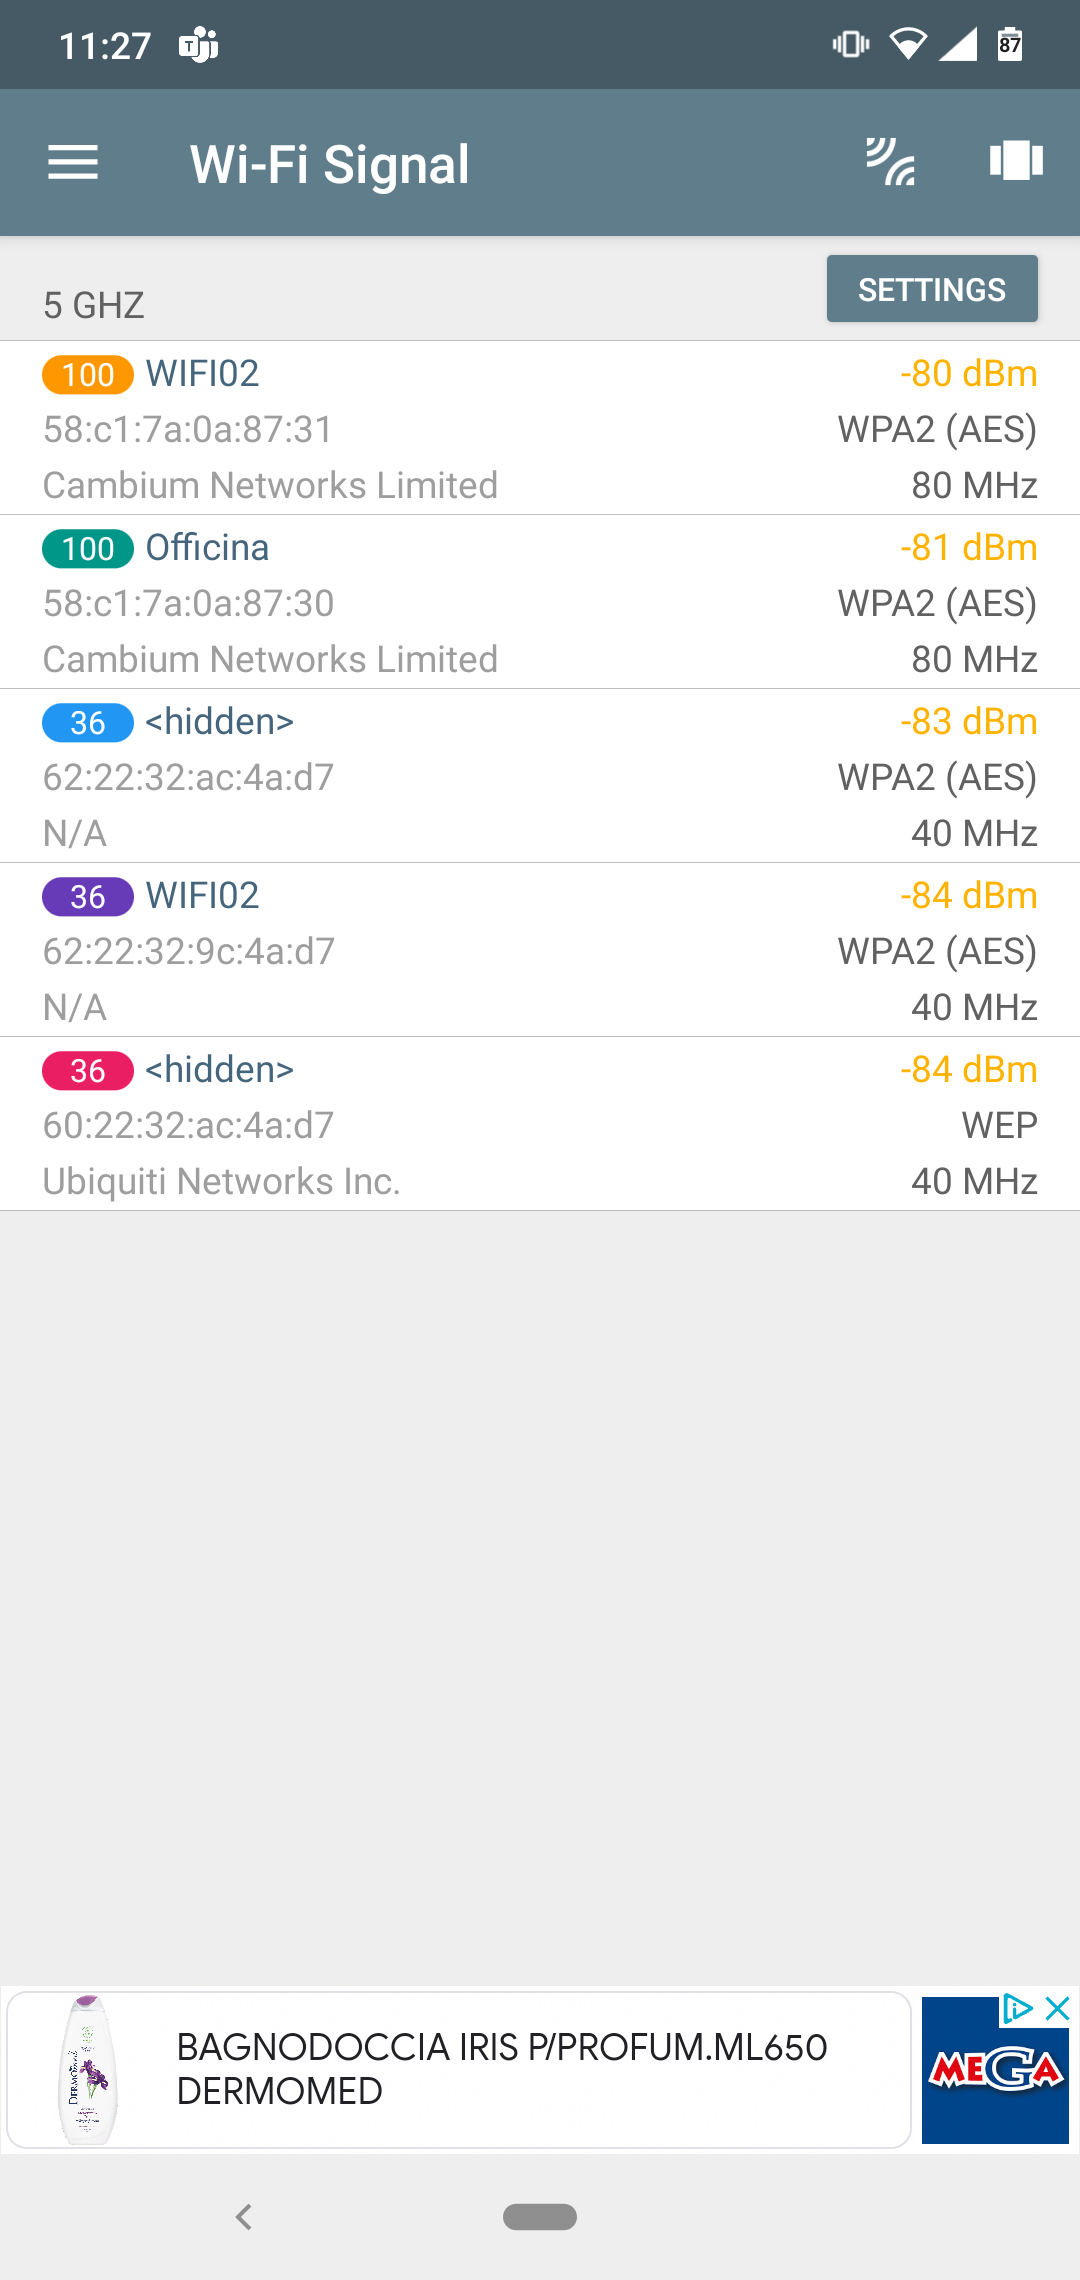 11:27
87
Wi-Fi Signal
5 GHZ
SETTINGS
100 WIFI02 -80 dBm
58:c1:7a:0a:87:31 WPA2 (AES)
Cambium Networks Limited 80 MHz
100 Officina -81 dBm
58:c1:7a:0a:87:30 WPA2 (AES)
Cambium Networks Limited 80 MHz
36 <hidden> -83 dBm
62:22:32:ac:4a:d7 WPA2 (AES)
N/A 40 MHz
36 WIFI02 -84 dBm
62:22:32:9c:4a:d7 WPA2 (AES)
N/A 40 MHz
36 <hidden> -84 dBm
60:22:32:ac:4a:d7 WEP
Ubiquiti Networks Inc. 40 MHz
DERMOMED
BAGNODOCCIA IRIS P/PROFUM.ML650
DERMOMED
MEGA